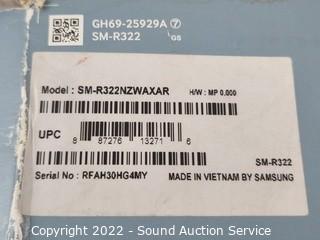 GH69-25929A ⑦
SM-R322 GS
Model : SM-R322NZWAXAR H/W : MP 0.000
UPC
8 87276 13271 6
SM-R322
Serial No : RFAH30HG4MY MADE IN VIETNAM BY SAMSUNG
Copyright - 2022 - Sound Auction Service